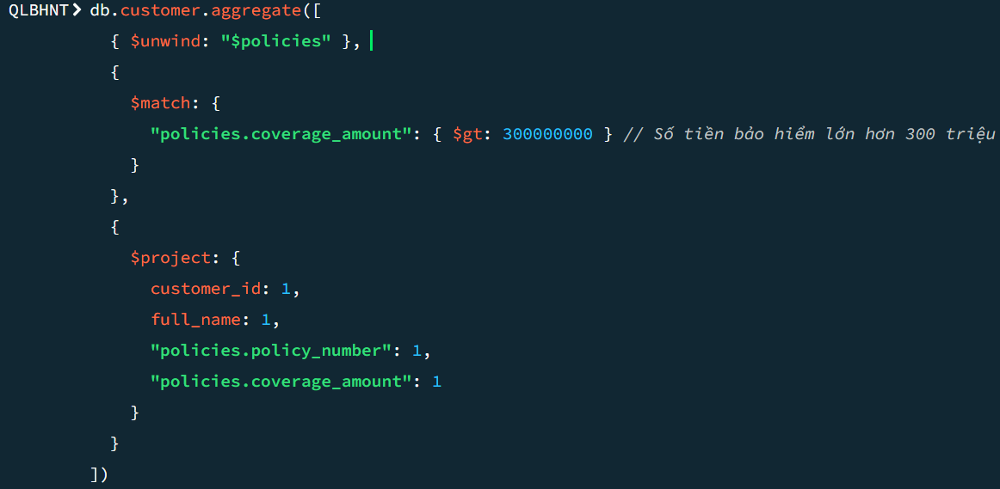 QLBHNT> db.customer.aggregate([
{ $unwind: "$policies" },
{
$match: {
"policies.coverage_amount": { $gt: 300000000 } // Số tiền bảo hiểm lớn hơn 300 triệu
}
},
{
$project: {
customer_id: 1,
full_name: 1,
"policies.policy_number": 1,
"policies.coverage_amount": 1
}
}
])